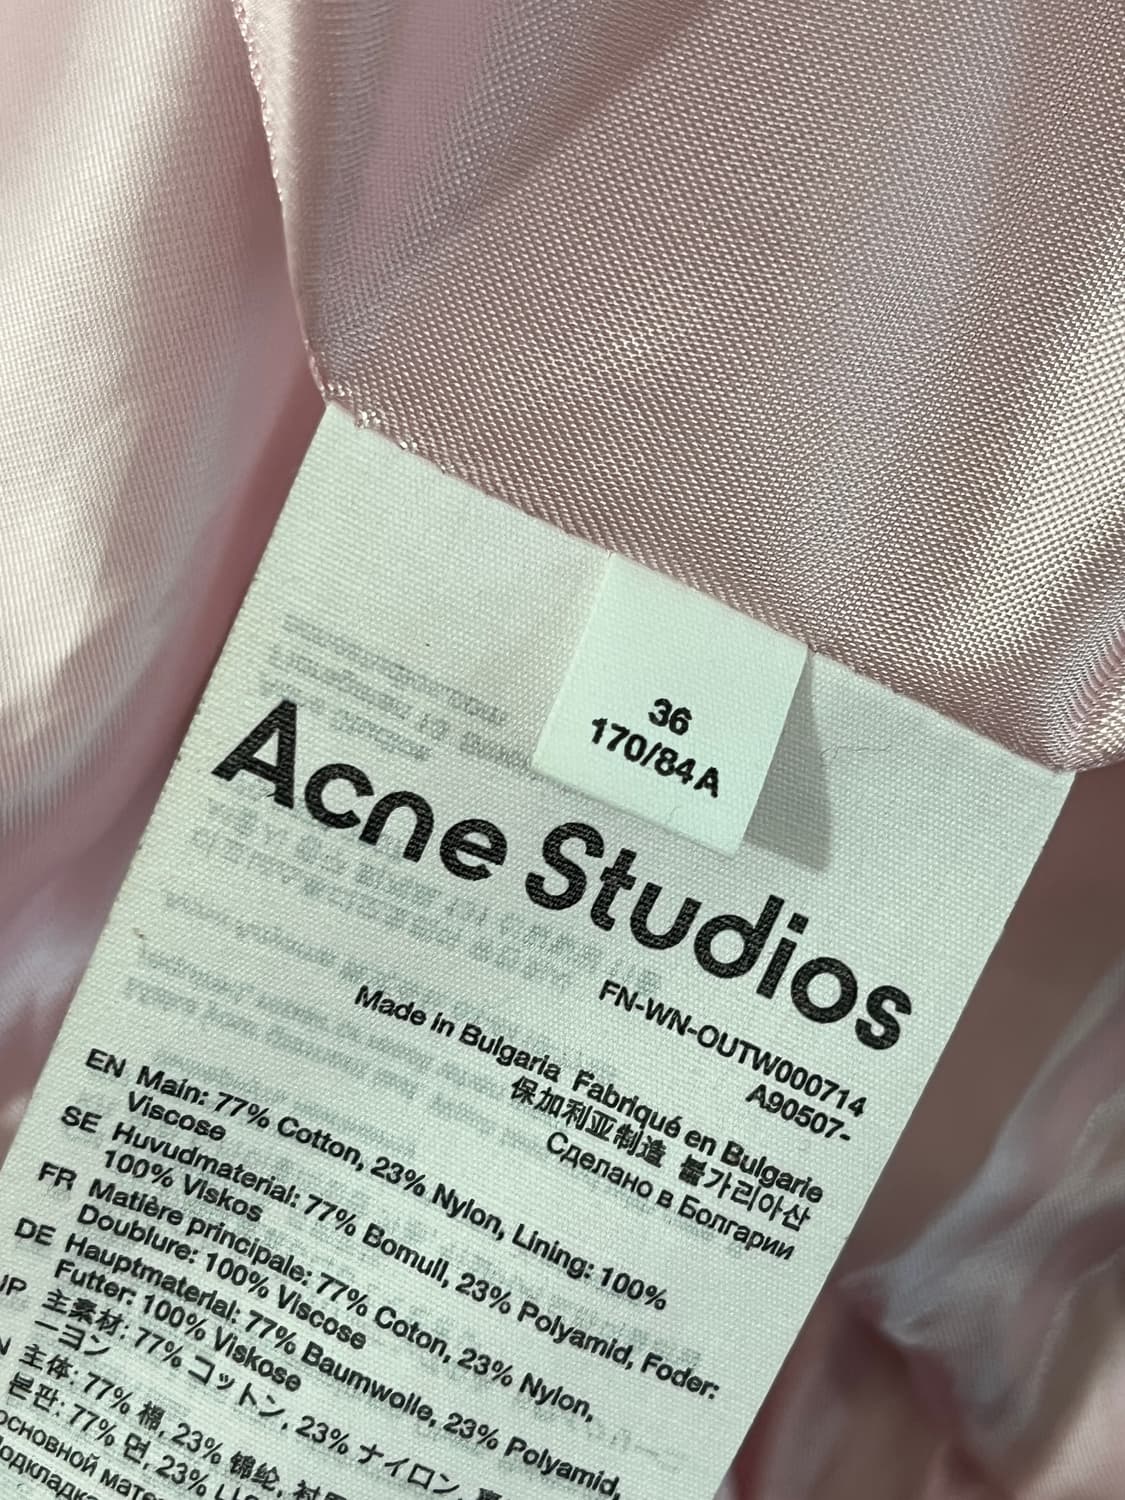 36
170/84A
Acne Studios
FN-WN-OUTW000714
A90507-
Made in Bulgaria Fabriqué en Bulgarie
保加利亚制造 불가리아산
Сделано в Болгарии
EN Main: 77% Cotton, 23% Nylon, Lining: 100%
Viscose
SE Huvudmaterial: 77% Bomull, 23% Polyamid, Foder:
100% Viskos
FR Matière principale: 77% Coton, 23% Nylon,
Doublure: 100% Viscose
DE Hauptmaterial: 77% Baumwolle, 23% Polyamid,
Futter: 100% Viskose
JP 主素材: 77% コットン, 23% ナイロン,
ーヨン
主体: 77% 棉, 23% 锦纶,
본판: 77% 면, 23%
основной